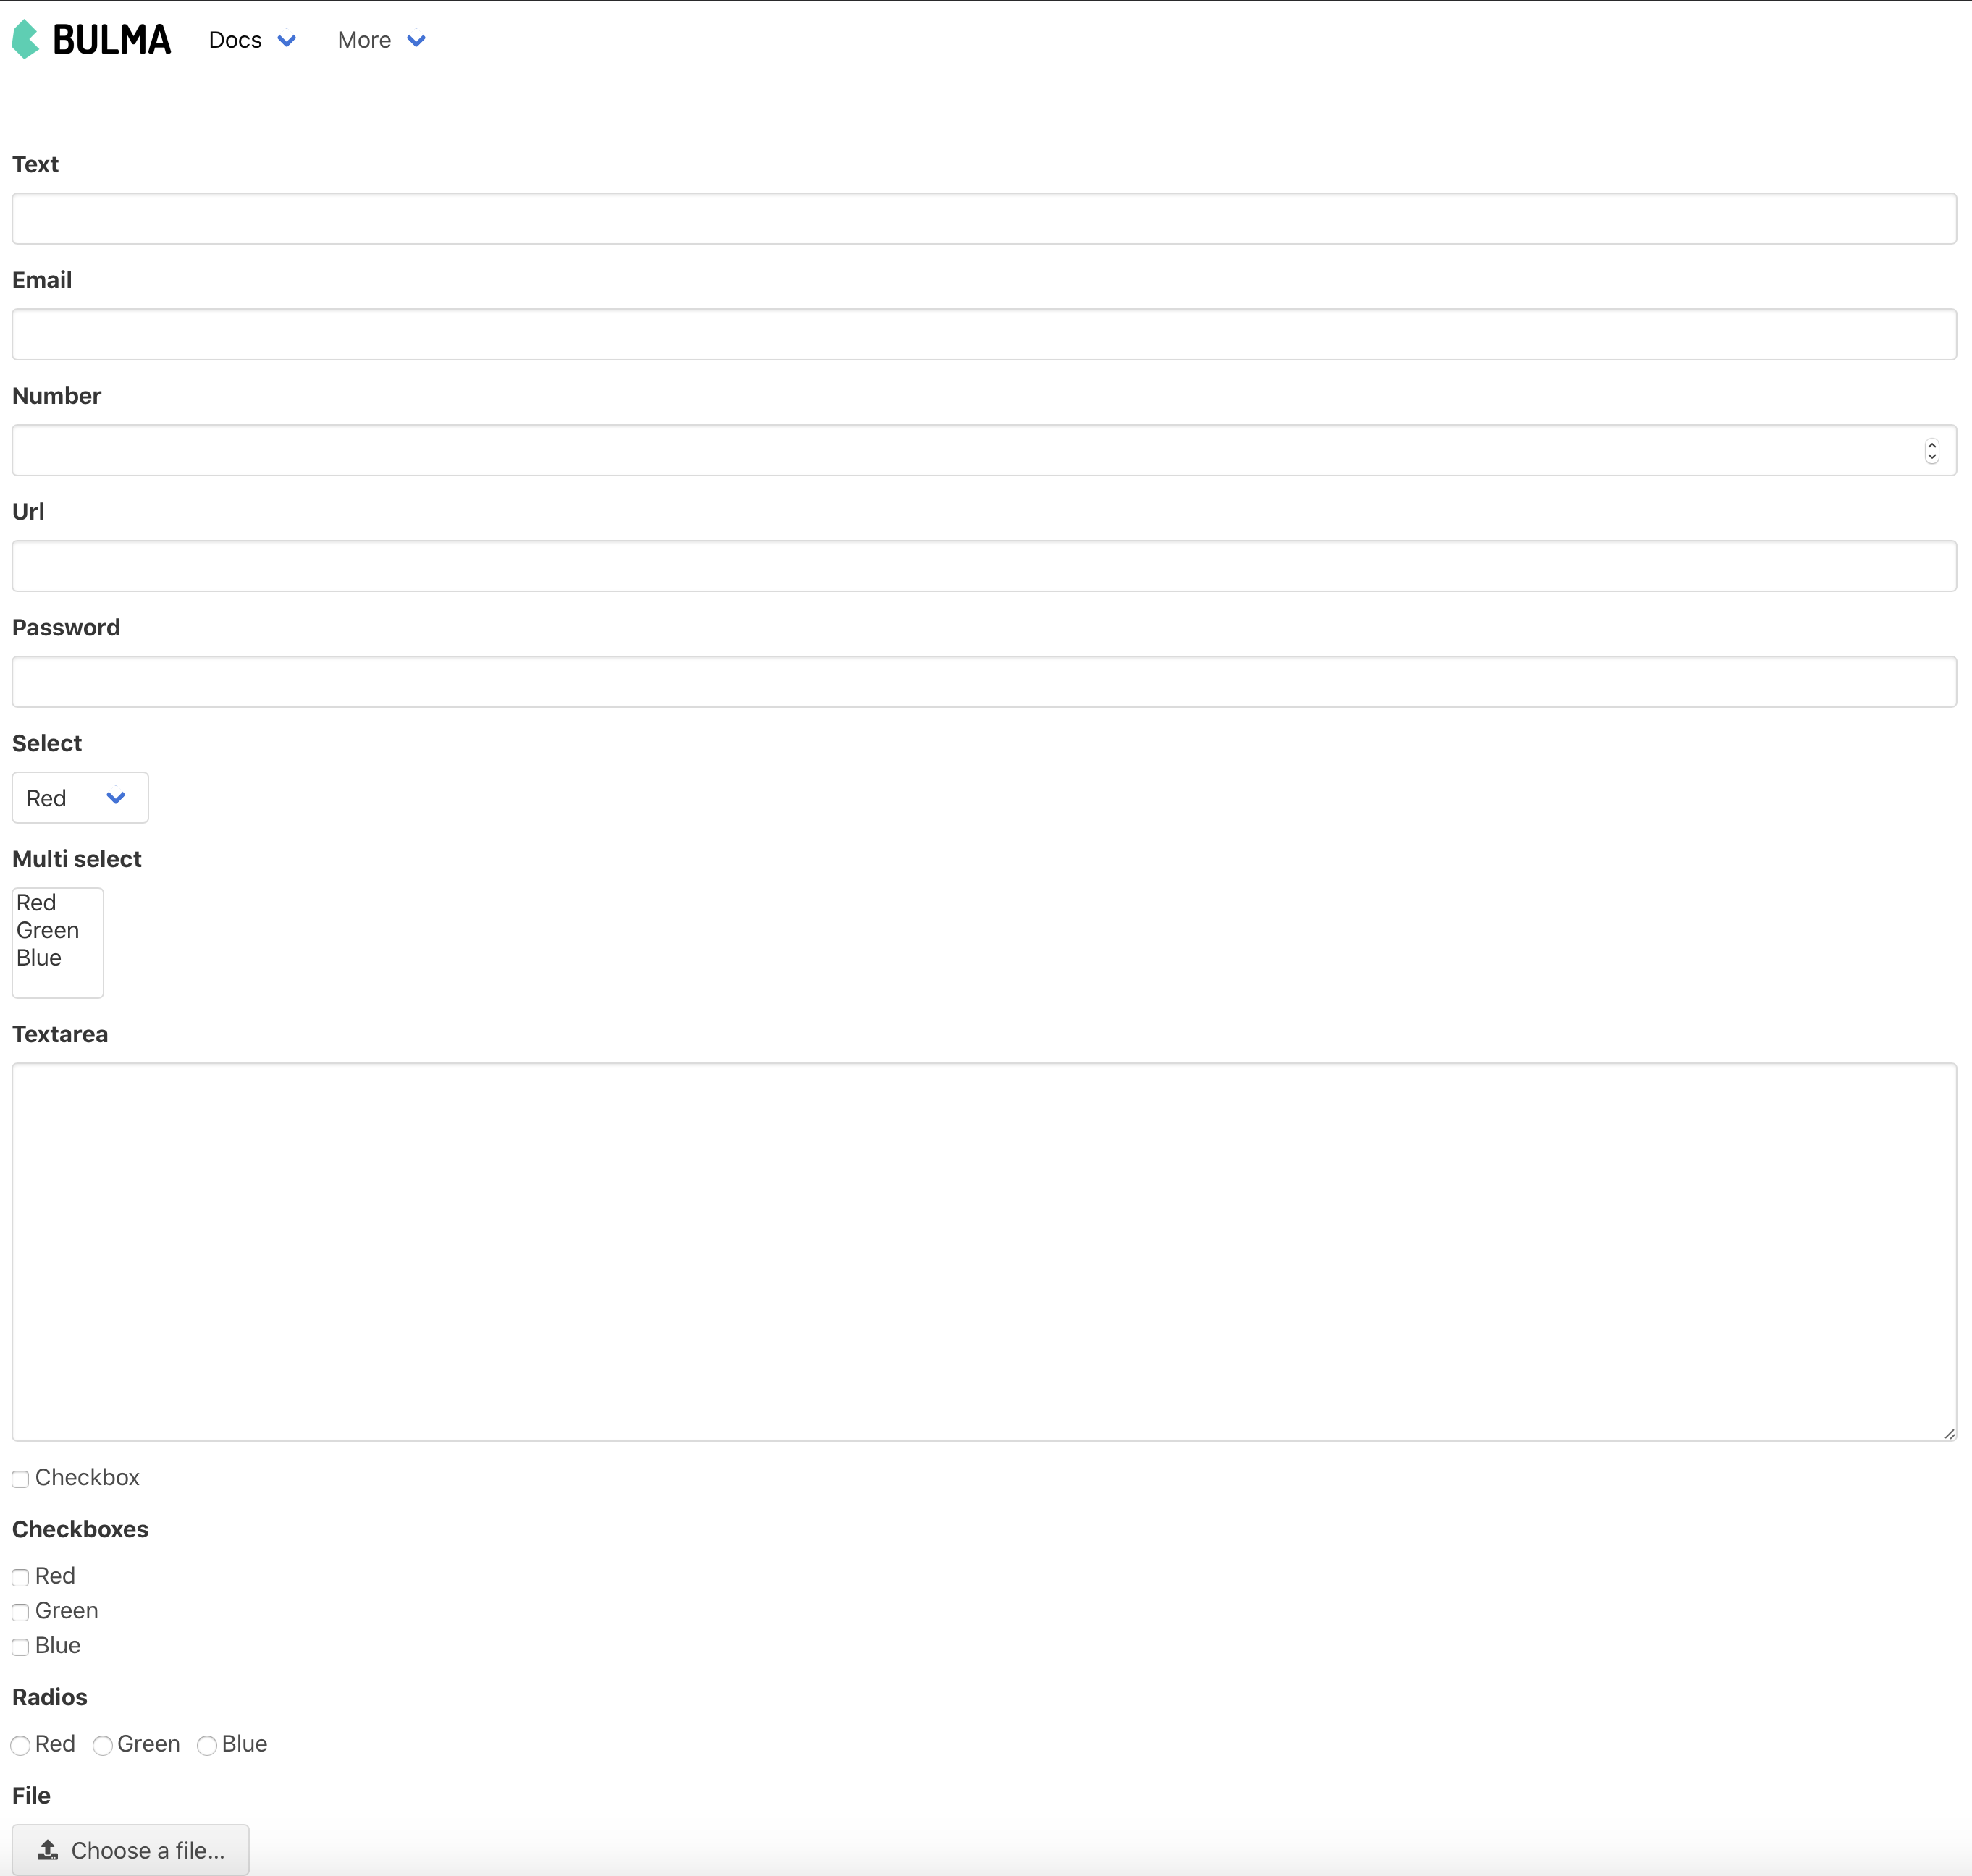 BULMA Docs More
Text
Email
Number
Url
Password
Select
Red
Multi select
Red
Green
Blue
Textarea
Checkbox
Checkboxes
Red
Green
Blue
Radios
Red Green Blue
File
Choose a file...